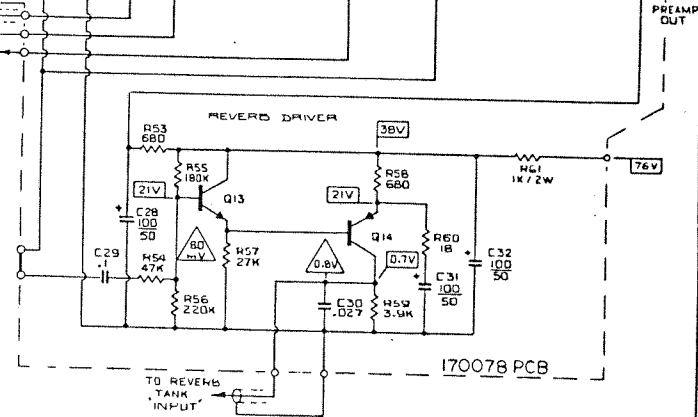 PREAMP
OUT
REVERB DRIVER
38V
R53
680
R55
180K
R58
680
R61
1K/2W
76V
21V
Q13
21V
+ C28
100
50
Q14
R60
18
+ C32
100
50
C29
.1
R54
47K
80
mV
R57
27K
0.8V
0.7V
+ C31
100
50
R56
220K
C30
.027
R59
3.9K
170078 PCB
TO REVERB
TANK
'INPUT'